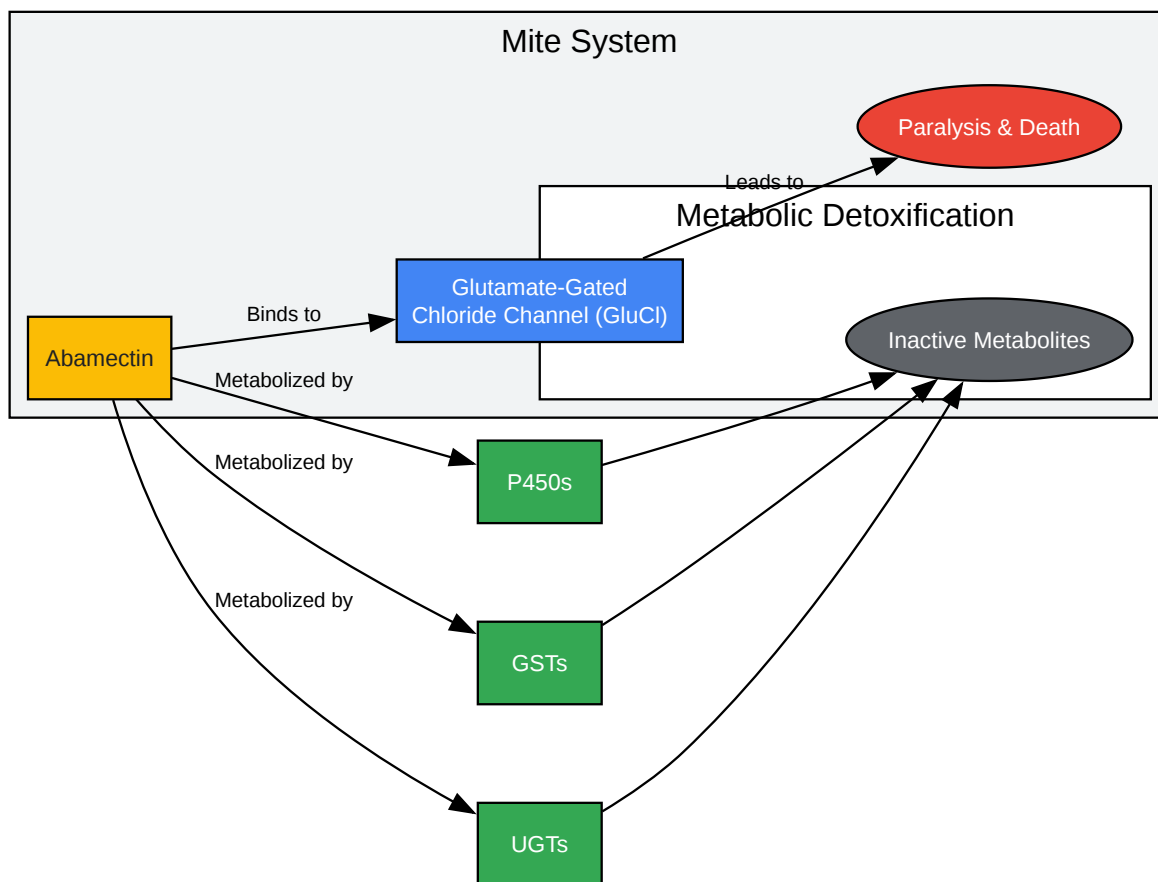 Mite System
Paralysis & Death
Leads to
Metabolic Detoxification
Glutamate-Gated
Chloride Channel (GluCl)
Binds to
Abamectin
Inactive Metabolites
Metabolized by
P450s
Metabolized by
GSTs
Metabolized by
UGTs